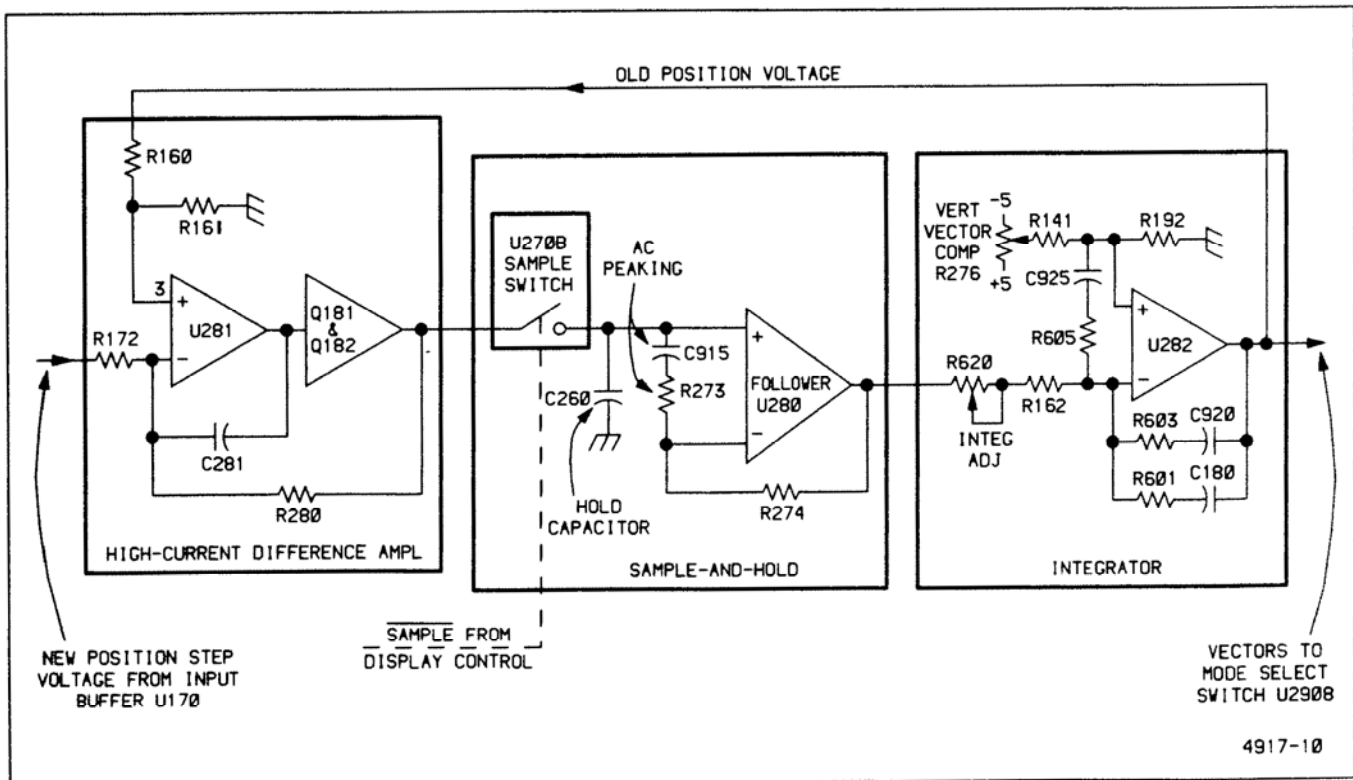 OLD POSITION VOLTAGE
R160
R161
3
+
U281
-
R172
C281
R280
Q181
&
Q182
HIGH-CURRENT DIFFERENCE AMPL
U270B
SAMPLE
SWITCH
AC
PEAKING
C915
R273
C260
HOLD
CAPACITOR
+
FOLLOWER
U280
-
R274
SAMPLE-AND-HOLD
SAMPLE FROM
DISPLAY CONTROL
VERT
VECTOR
COMP
R276
-5
+5
R141
R192
C925
R605
R620
INTEG
ADJ
R162
+
U282
-
R603
C920
R601
C180
INTEGRATOR
NEW POSITION STEP
VOLTAGE FROM INPUT
BUFFER U170
VECTORS TO
MODE SELECT
SWITCH U2908
4917-10